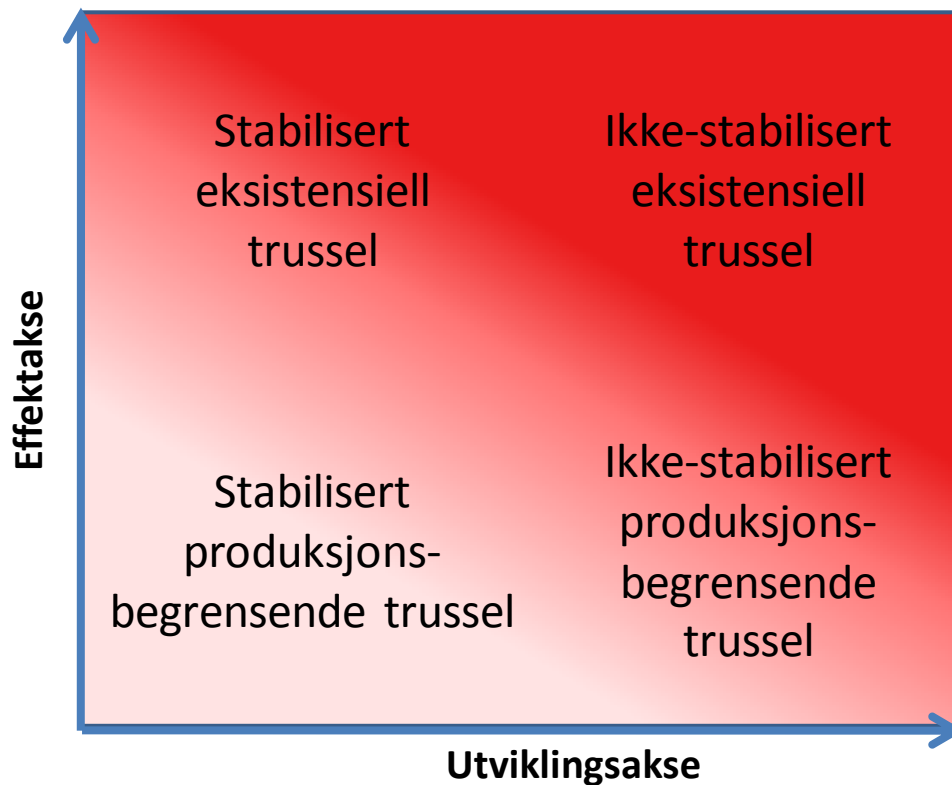 Stabilisert
eksistensiell
trussel
Ikke-stabilisert
eksistensiell
trussel
Effektakse
Stabilisert
produksjons-
begrensende trussel
Ikke-stabilisert
produksjons-
begrensende
trussel
Utviklingsakse